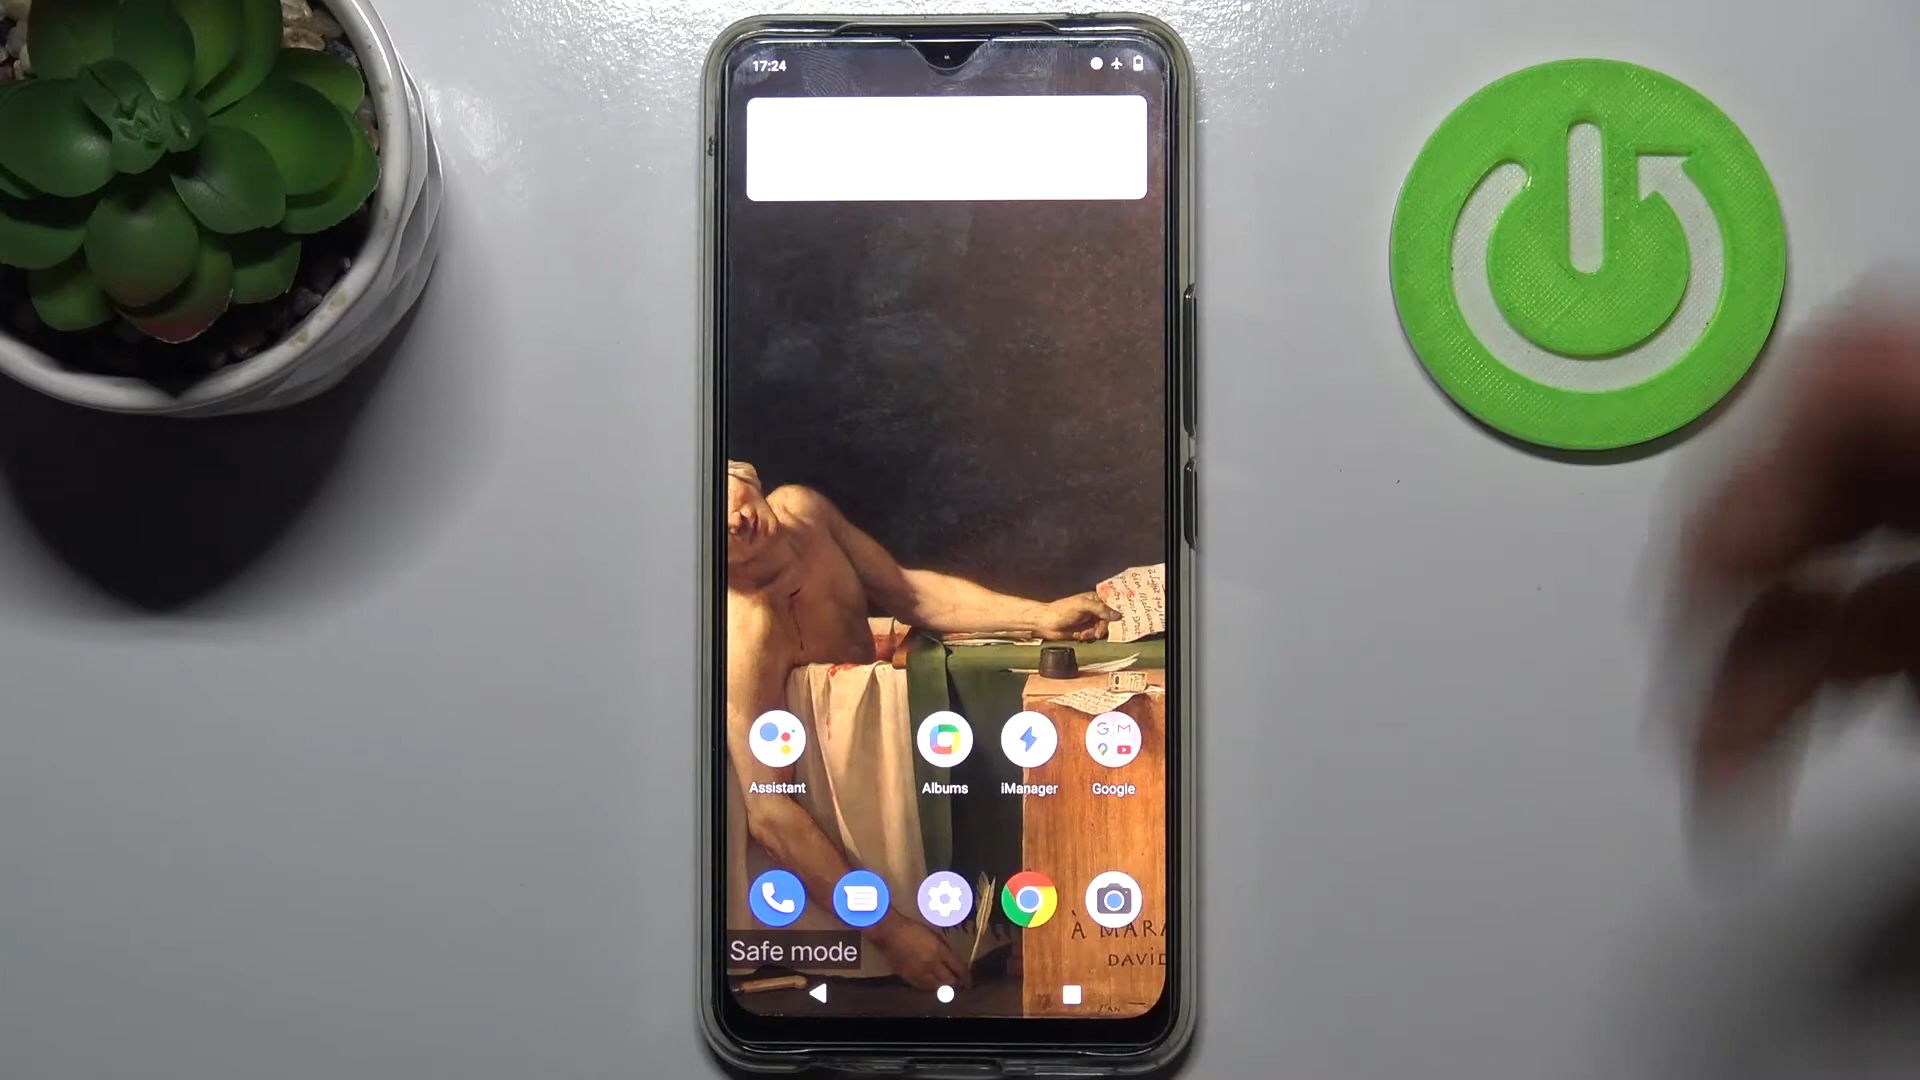 17:24
Assistant
Albums
iManager
Google
À MARA
DAVID
Safe mode